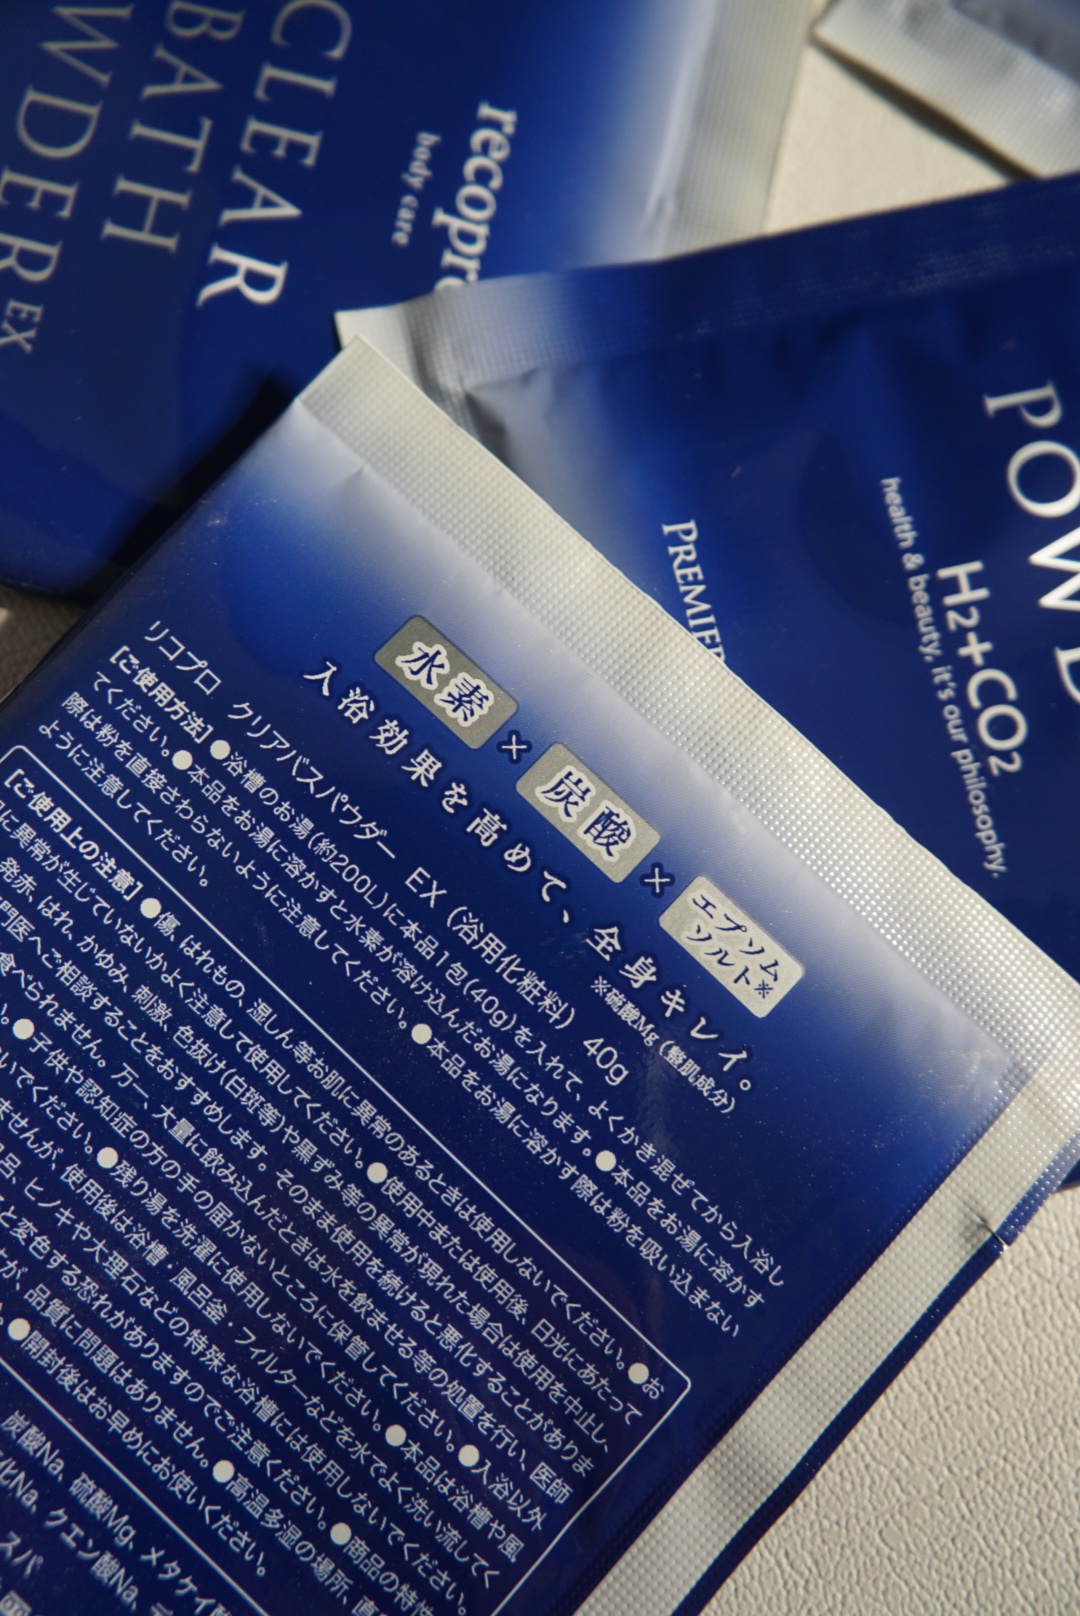 CLEAR
BATH
WDER EX
recopro
body care
POWD
H2+CO2
health & beauty, it's our philosophy.
PREMIER
水素×炭酸×エプソムソルト※
入浴効果を高めて、全身キレイ。
※硫酸Mg(整肌成分)
リコプロ クリアバスパウダー EX (浴用化粧料) 40g
【ご使用方法】●浴槽のお湯(約200L)に本品1包(40g)を入れて、よくかき混ぜてから入浴し
てください。●本品をお湯に溶かすと水素が溶け込んだお湯になります。●本品をお湯に溶かす
際は粉を直接さわらないように注意してください。●本品をお湯に溶かす際は粉を吸い込まない
ように注意してください。
【ご使用上の注意】●傷、はれもの、湿しん等お肌に異常のあるときは使用しないでください。●お
に異常が生じていないかよく注意して使用してください。●使用中または使用後、日光にあたって
発赤、はれ、かゆみ、刺激、色抜け(白斑等)や黒ずみ等の異常が現れた場合は使用を中止し、
門医へご相談することをおすすめします。そのまま使用を続けると悪化することがありま
食べられません。万一、大量に飲み込んだときは水を飲ませる等の処置を行い、医師
い。●子供や認知症の方の手の届かないところに保管してください。●入浴以外
いでください。●残り湯を洗濯に使用しないでください。●本品は浴槽や風
ませんが、使用後は浴槽・風呂釜・フィルターなどを水でよく洗い流してく
呂、ヒノキや大理石などの特殊な浴槽には使用しないでください。●商品の特性
と変色する恐れがありますのでご注意ください。●高温多湿の場所、直
が、品質に問題はありません。
●開封後はお早めにお使いください。
炭酸Na、硫酸Mg、メタケイ酸
化Na、クエン酸Na、
スパ